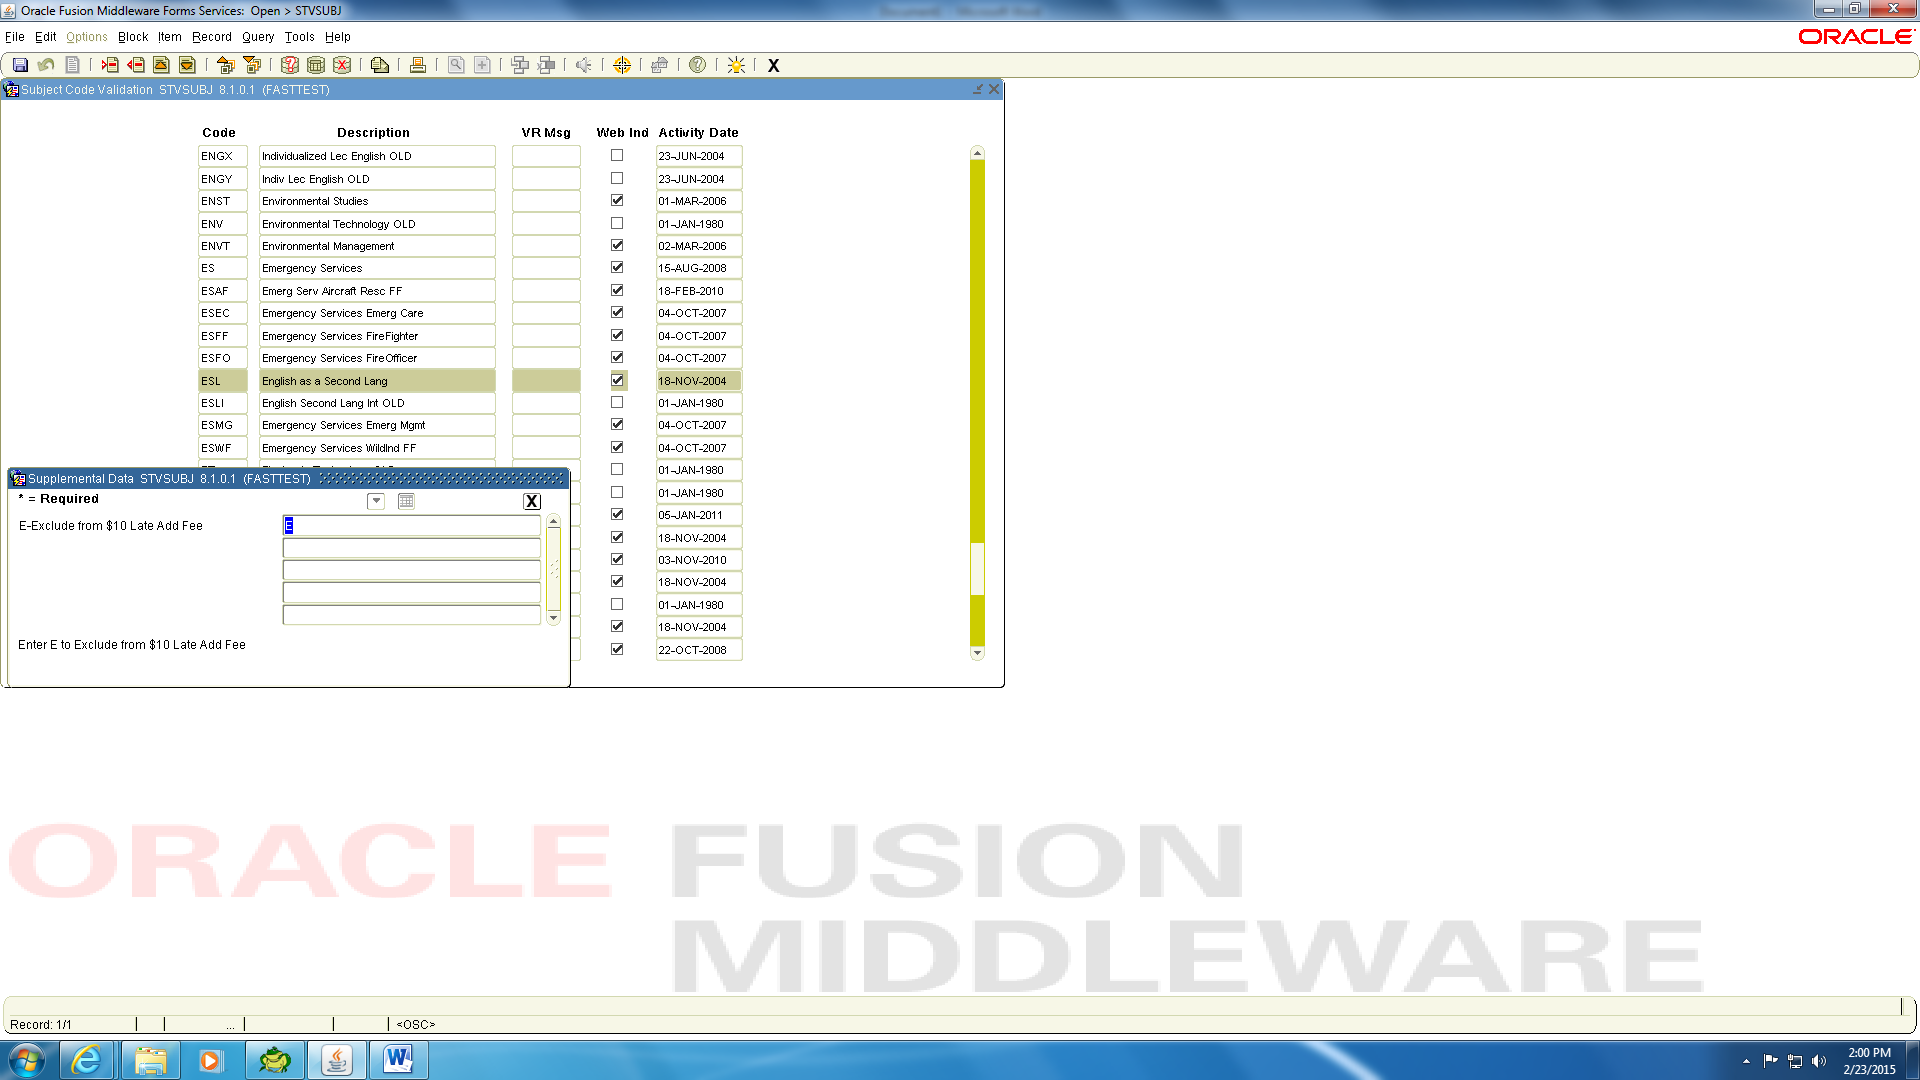 Oracle Fusion Middleware Forms Services: Open > STVSUBJ
File Edit Options Block Item Record Query Tools Help
ORACLE
Subject Code Validation STVSUBJ 8.1.0.1 (FASTTEST)
Code Description VR Msg Web Ind Activity Date
ENGX Individualized Lec English OLD 23-JUN-2004
ENGY Indiv Lec English OLD 23-JUN-2004
ENST Environmental Studies 01-MAR-2006
ENV Environmental Technology OLD 01-JAN-1980
ENVT Environmental Management 02-MAR-2006
ES Emergency Services 15-AUG-2008
ESAF Emerg Serv Aircraft Resc FF 18-FEB-2010
ESEC Emergency Services Emerg Care 04-OCT-2007
ESFF Emergency Services FireFighter 04-OCT-2007
ESFO Emergency Services FireOfficer 04-OCT-2007
ESL English as a Second Lang 18-NOV-2004
ESLI English Second Lang Int OLD 01-JAN-1980
ESMG Emergency Services Emerg Mgmt 04-OCT-2007
ESWF Emergency Services Wildlnd FF 04-OCT-2007
01-JAN-1980
01-JAN-1980
05-JAN-2011
18-NOV-2004
03-NOV-2010
18-NOV-2004
01-JAN-1980
18-NOV-2004
22-OCT-2008
Supplemental Data STVSUBJ 8.1.0.1 (FASTTEST)
* = Required
X
E-Exclude from $10 Late Add Fee E
Enter E to Exclude from $10 Late Add Fee
ORACLE FUSION
MIDDLEWARE
Record: 1/1 ... <OSC>
2:00 PM
2/23/2015